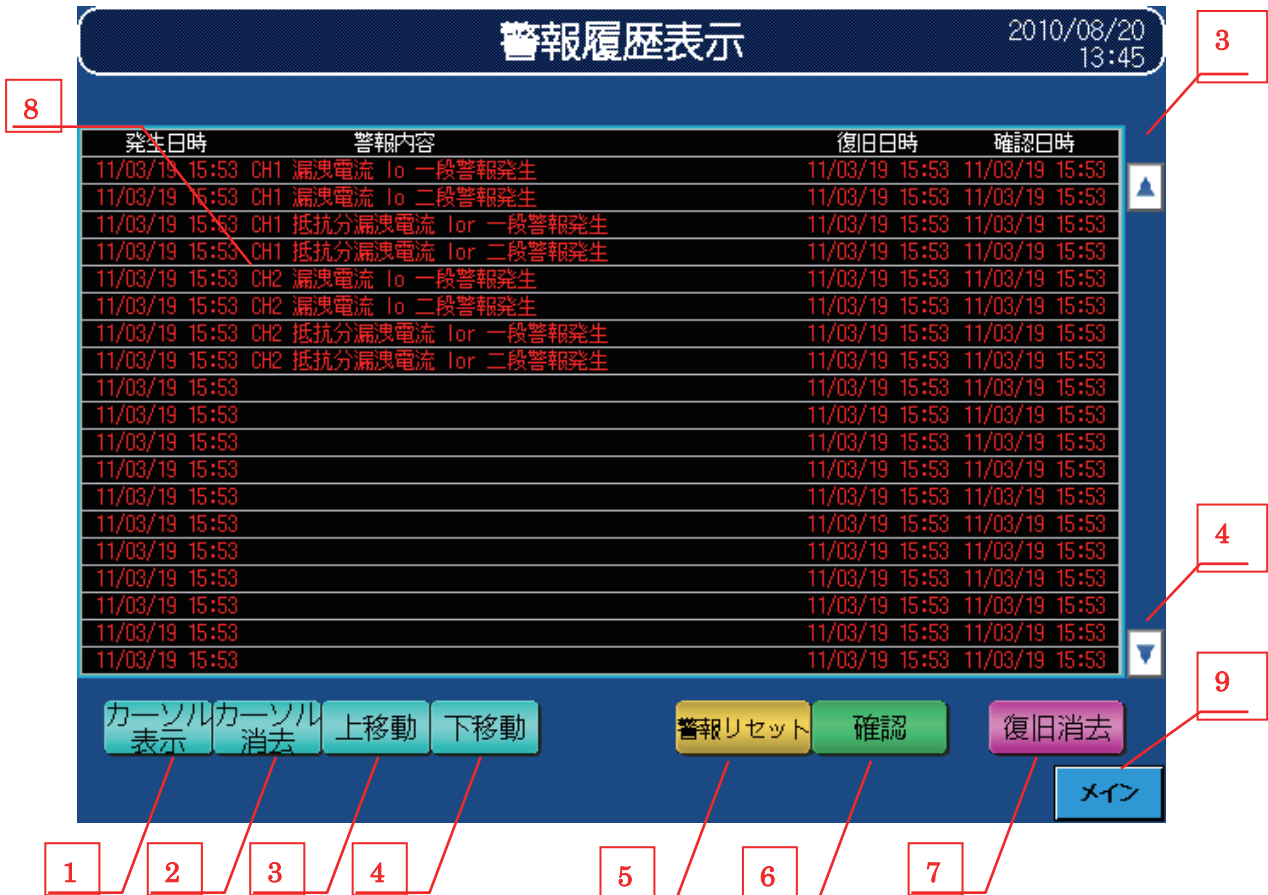 警報履歴表示
2010/08/20
13:45
3
8
発生日時 警報内容 復旧日時 確認日時
11/03/19 15:53 CH1 漏洩電流 Io 一段警報発生 11/03/19 15:53 11/03/19 15:53
11/03/19 15:53 CH1 漏洩電流 Io 二段警報発生 11/03/19 15:53 11/03/19 15:53
11/03/19 15:53 CH1 抵抗分漏洩電流 Ior 一段警報発生 11/03/19 15:53 11/03/19 15:53
11/03/19 15:53 CH1 抵抗分漏洩電流 Ior 二段警報発生 11/03/19 15:53 11/03/19 15:53
11/03/19 15:53 CH2 漏洩電流 Io 一段警報発生 11/03/19 15:53 11/03/19 15:53
11/03/19 15:53 CH2 漏洩電流 Io 二段警報発生 11/03/19 15:53 11/03/19 15:53
11/03/19 15:53 CH2 抵抗分漏洩電流 Ior 一段警報発生 11/03/19 15:53 11/03/19 15:53
11/03/19 15:53 CH2 抵抗分漏洩電流 Ior 二段警報発生 11/03/19 15:53 11/03/19 15:53
11/03/19 15:53 11/03/19 15:53 11/03/19 15:53
11/03/19 15:53 11/03/19 15:53 11/03/19 15:53
11/03/19 15:53 11/03/19 15:53 11/03/19 15:53
11/03/19 15:53 11/03/19 15:53 11/03/19 15:53
11/03/19 15:53 11/03/19 15:53 11/03/19 15:53
11/03/19 15:53 11/03/19 15:53 11/03/19 15:53
11/03/19 15:53 11/03/19 15:53 11/03/19 15:53
11/03/19 15:53 11/03/19 15:53 11/03/19 15:53
11/03/19 15:53 11/03/19 15:53 11/03/19 15:53
11/03/19 15:53 11/03/19 15:53 11/03/19 15:53
11/03/19 15:53 11/03/19 15:53 11/03/19 15:53
4
9
カーソル
表示
カーソル
消去
上移動
下移動
警報リセット
確認
復旧消去
メイン
1
2
3
4
5
6
7